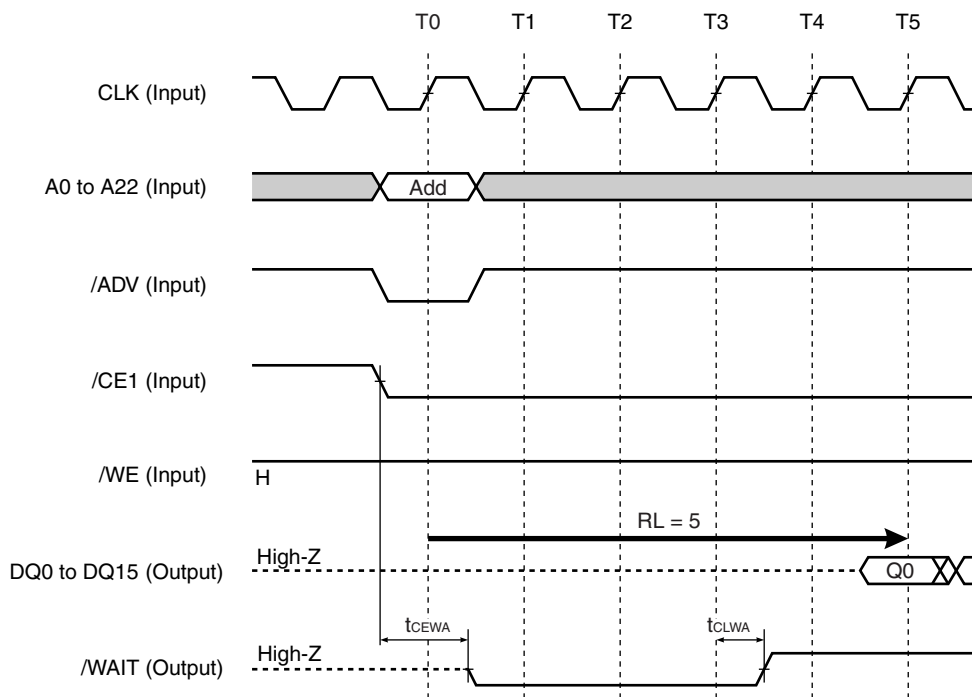 T0 T1 T2 T3 T4 T5
CLK (Input)
A0 to A22 (Input) Add
/ADV (Input)
/CE1 (Input)
/WE (Input) H
RL = 5
High-Z
DQ0 to DQ15 (Output) Q0
tCEWA tCLWA
High-Z
/WAIT (Output)